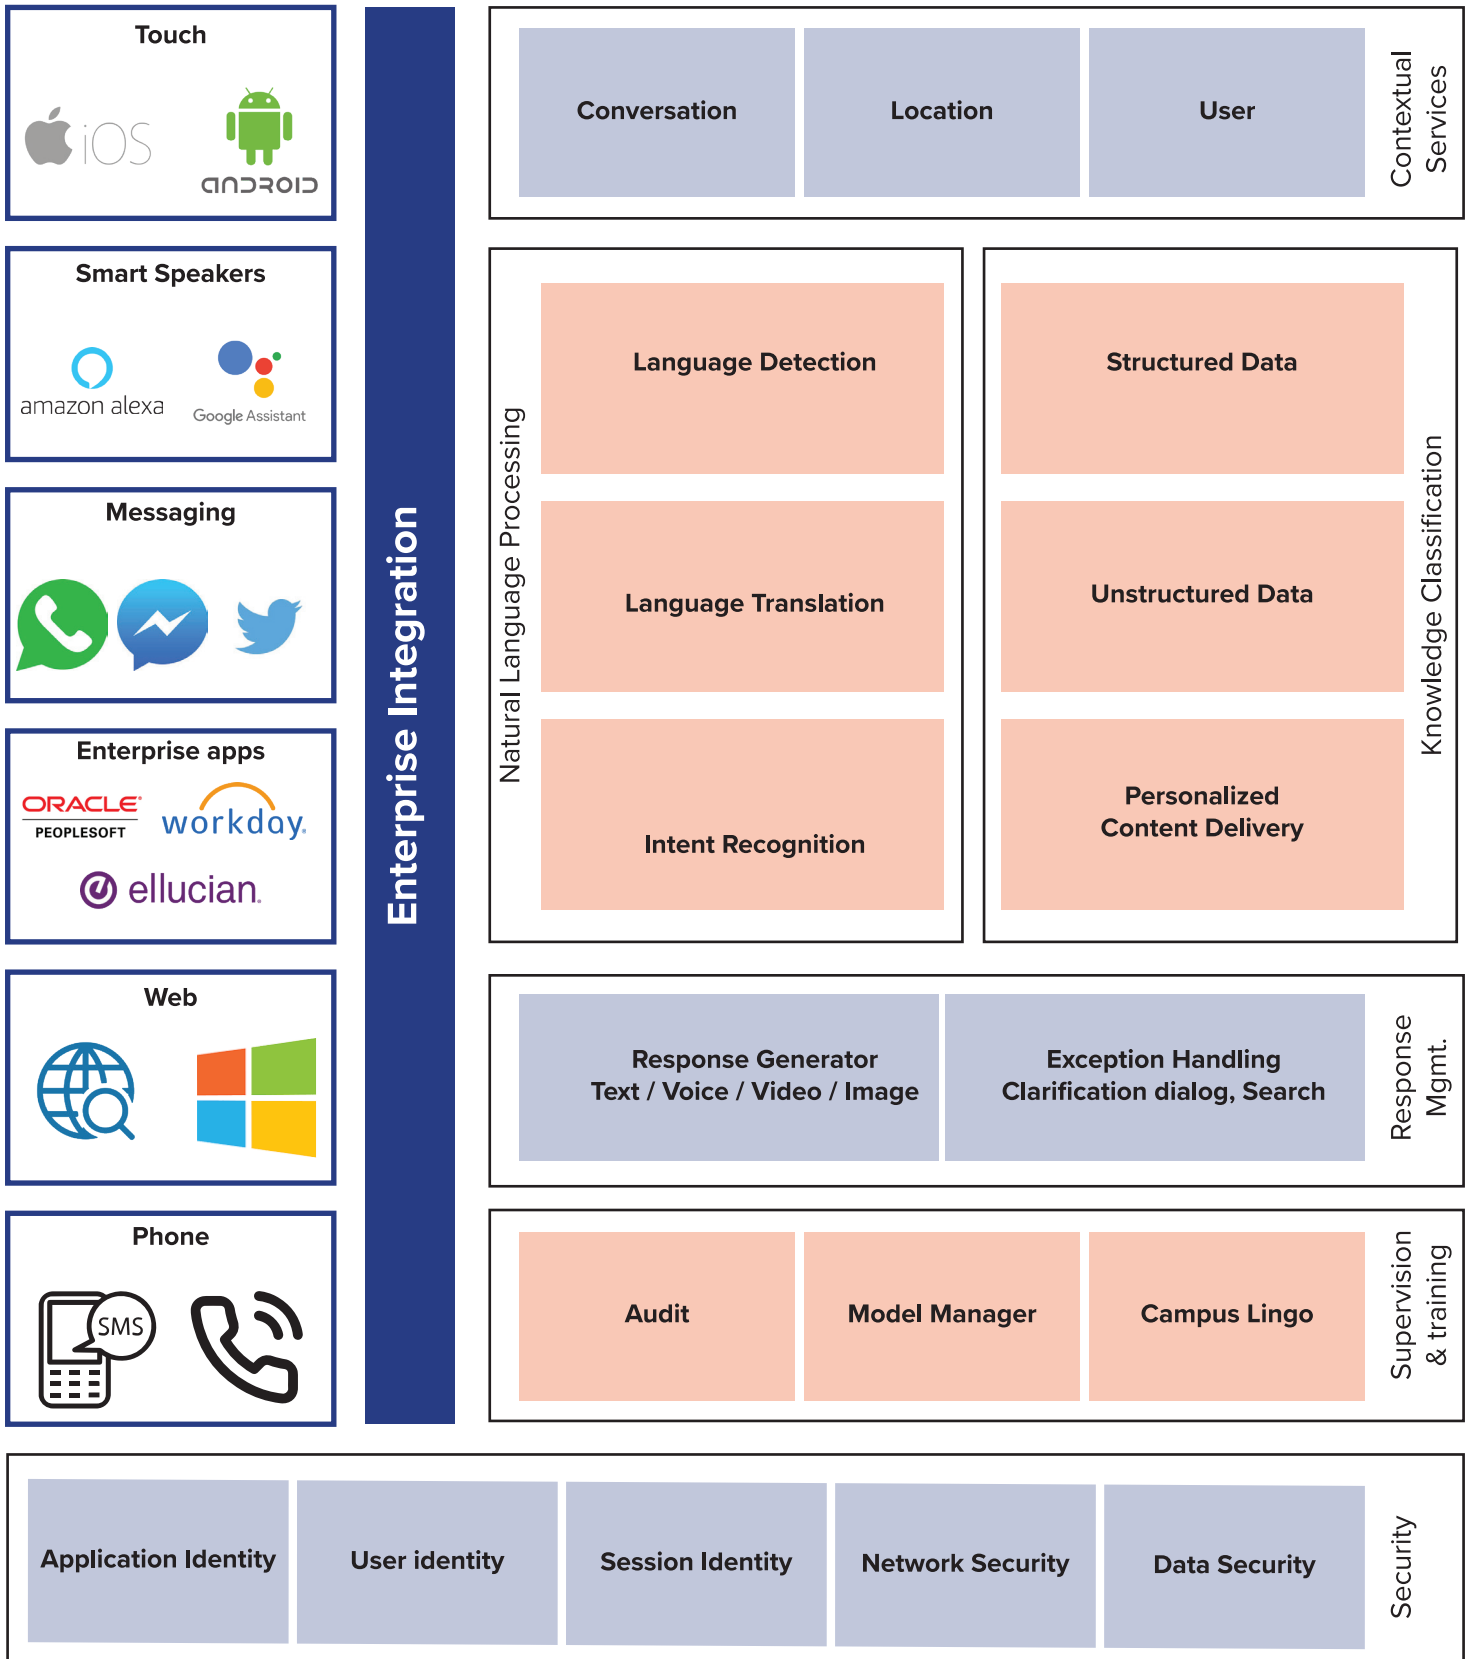 Touch
iOS
ANDROID
Smart Speakers
amazon alexa
Google Assistant
Messaging
Enterprise apps
ORACLE®
PEOPLESOFT
workday.
ellucian.
Web
Phone
SMS
Enterprise Integration
Conversation
Location
User
Contextual
Services
Natural Language Processing
Language Detection
Language Translation
Intent Recognition
Structured Data
Unstructured Data
Personalized
Content Delivery
Knowledge Classification
Response Generator
Text / Voice / Video / Image
Exception Handling
Clarification dialog, Search
Response
Mgmt.
Audit
Model Manager
Campus Lingo
Supervision
& training
Application Identity
User identity
Session Identity
Network Security
Data Security
Security